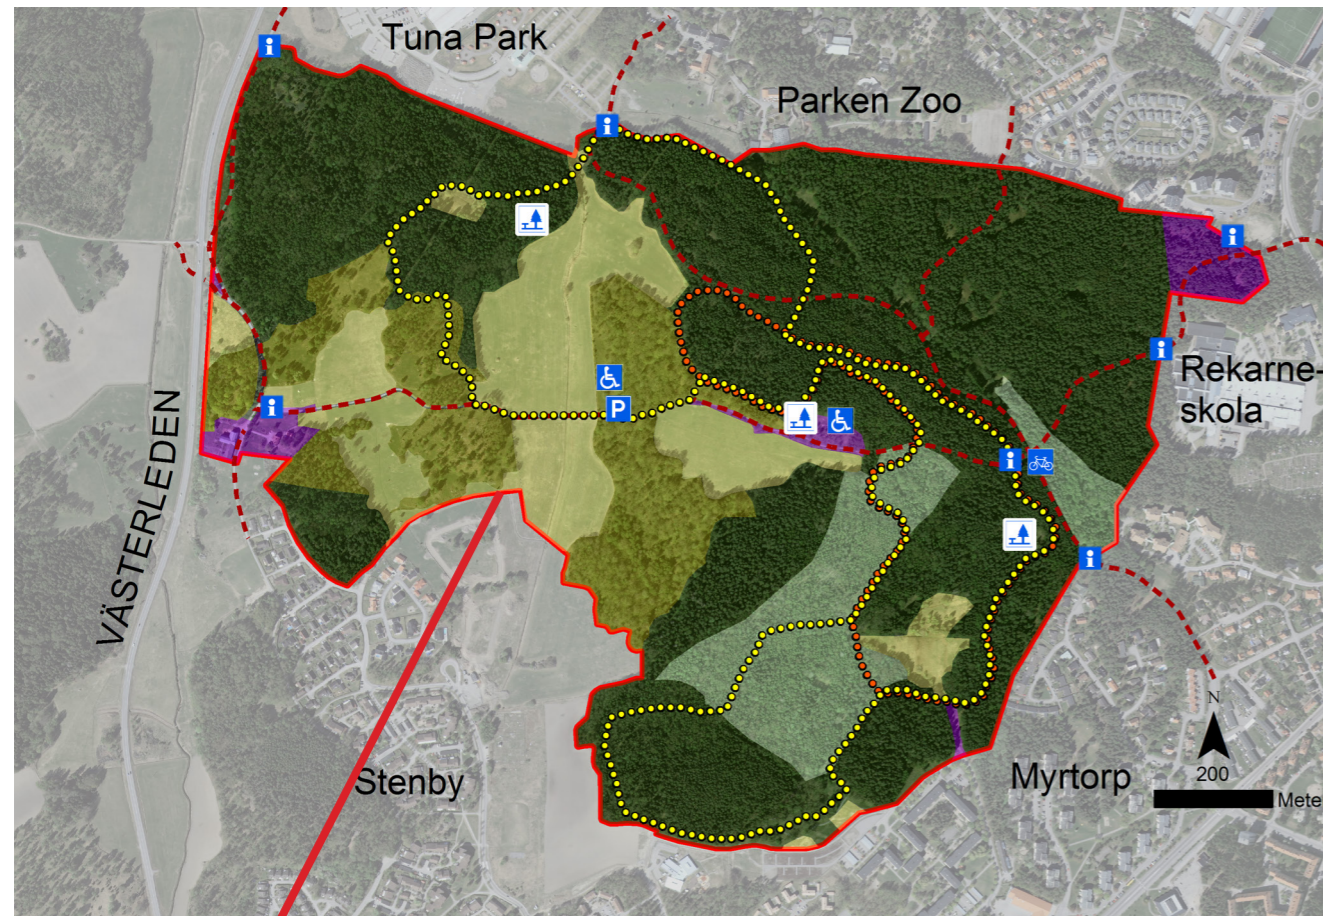 Tuna Park
Parken Zoo
Rekarne-
skola
VÄSTERLEDEN
P
Stenby
Myrtorp
N
200
Mete